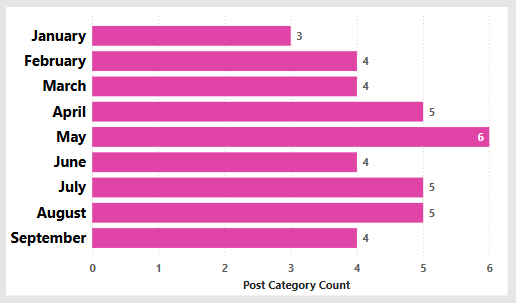 January 3
February 4
March 4
April 5
May 6
June 4
July 5
August 5
September 4
0 1 2 3 4 5 6
Post Category Count